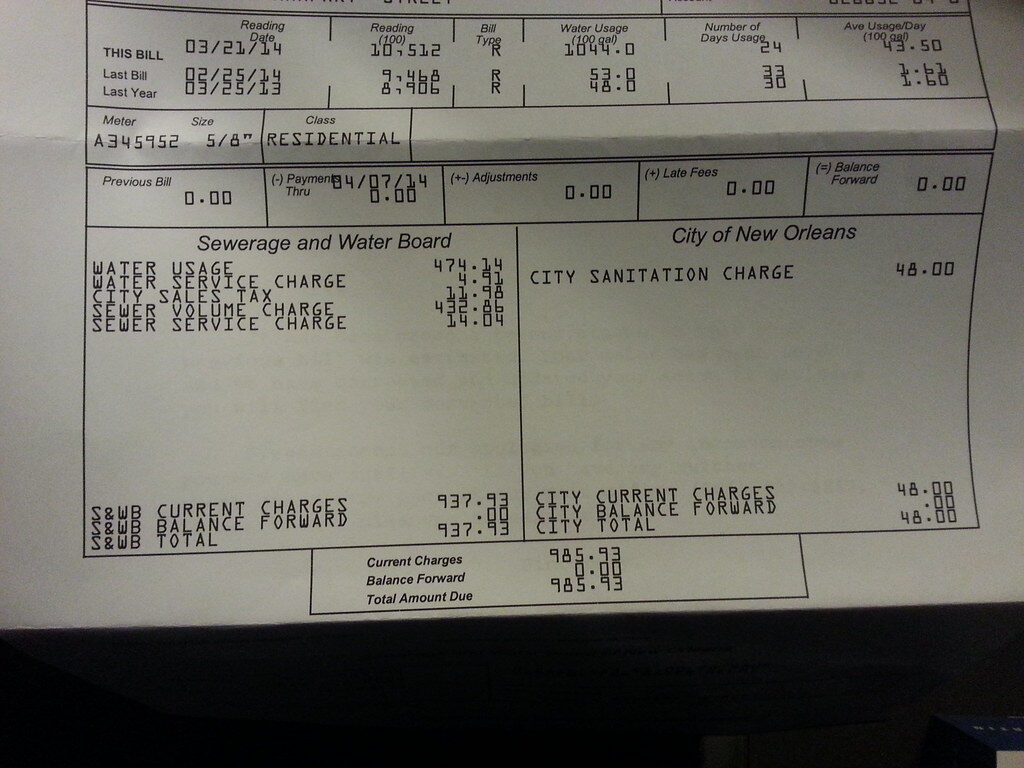 STREET
Reading Date Reading (100) Bill Type Water Usage (100 gal) Number of Days Usage Ave Usage/Day (100 gal)
THIS BILL 03/21/14 10,512 R 1044.0 24 43.50
Last Bill 02/25/14 9,468 R 53.0 33 1.61
Last Year 03/25/13 8,906 R 48.0 30 1.60
Meter Size Class
A345952 5/8" RESIDENTIAL
Previous Bill (-) Payments Thru 04/07/14 (+-) Adjustments (+) Late Fees (=) Balance Forward
0.00 0.00 0.00 0.00 0.00
Sewerage and Water Board City of New Orleans
WATER USAGE 474.14 CITY SANITATION CHARGE 48.00
WATER SERVICE CHARGE 4.91
CITY SALES TAX 11.98
SEWER VOLUME CHARGE 432.86
SEWER SERVICE CHARGE 14.04
S&WB CURRENT CHARGES 937.93 CITY CURRENT CHARGES 48.00
S&WB BALANCE FORWARD .00 CITY BALANCE FORWARD .00
S&WB TOTAL 937.93 CITY TOTAL 48.00
Current Charges 985.93
Balance Forward 0.00
Total Amount Due 985.93